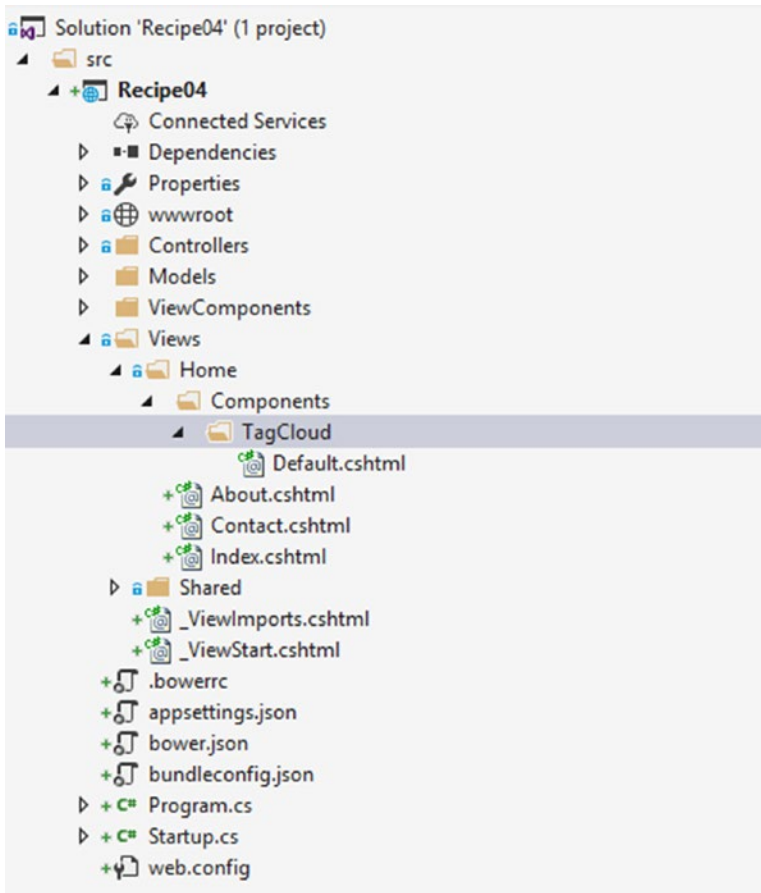 Solution 'Recipe04' (1 project)
src
Recipe04
Connected Services
Dependencies
Properties
wwwroot
Controllers
Models
ViewComponents
Views
Home
Components
TagCloud
Default.cshtml
About.cshtml
Contact.cshtml
Index.cshtml
Shared
_ViewImports.cshtml
_ViewStart.cshtml
.bowerrc
appsettings.json
bower.json
bundleconfig.json
C# Program.cs
C# Startup.cs
web.config